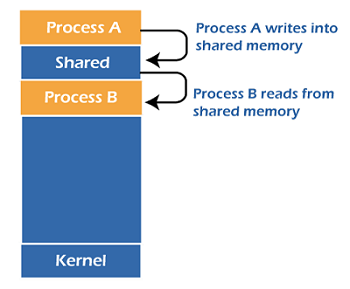 Process A
Process A writes into
shared memory
Shared
Process B
Process B reads from
shared memory
Kernel